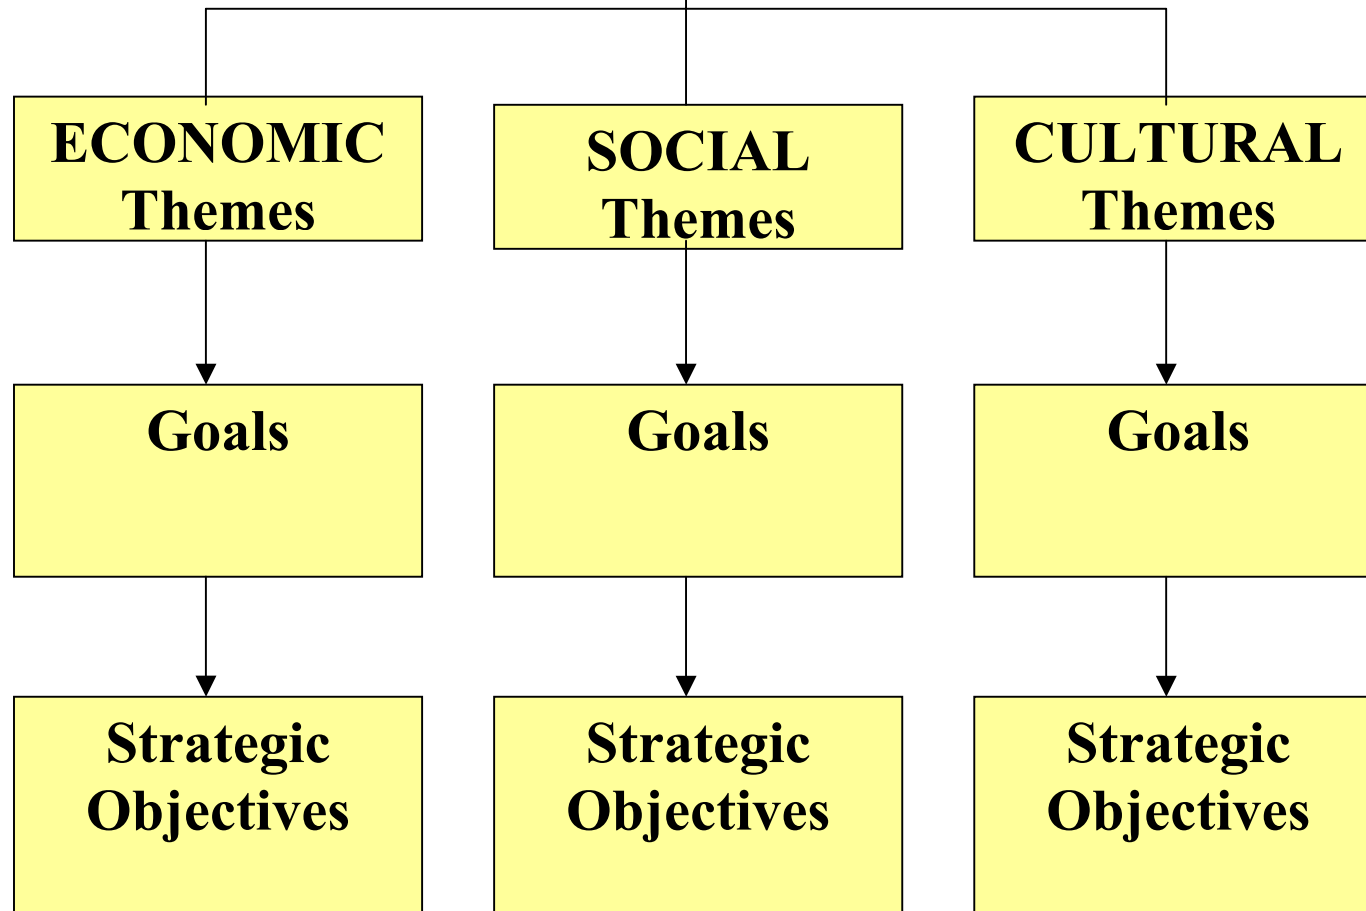 ECONOMIC
Themes
SOCIAL
Themes
CULTURAL
Themes
Goals
Goals
Goals
Strategic
Objectives
Strategic
Objectives
Strategic
Objectives